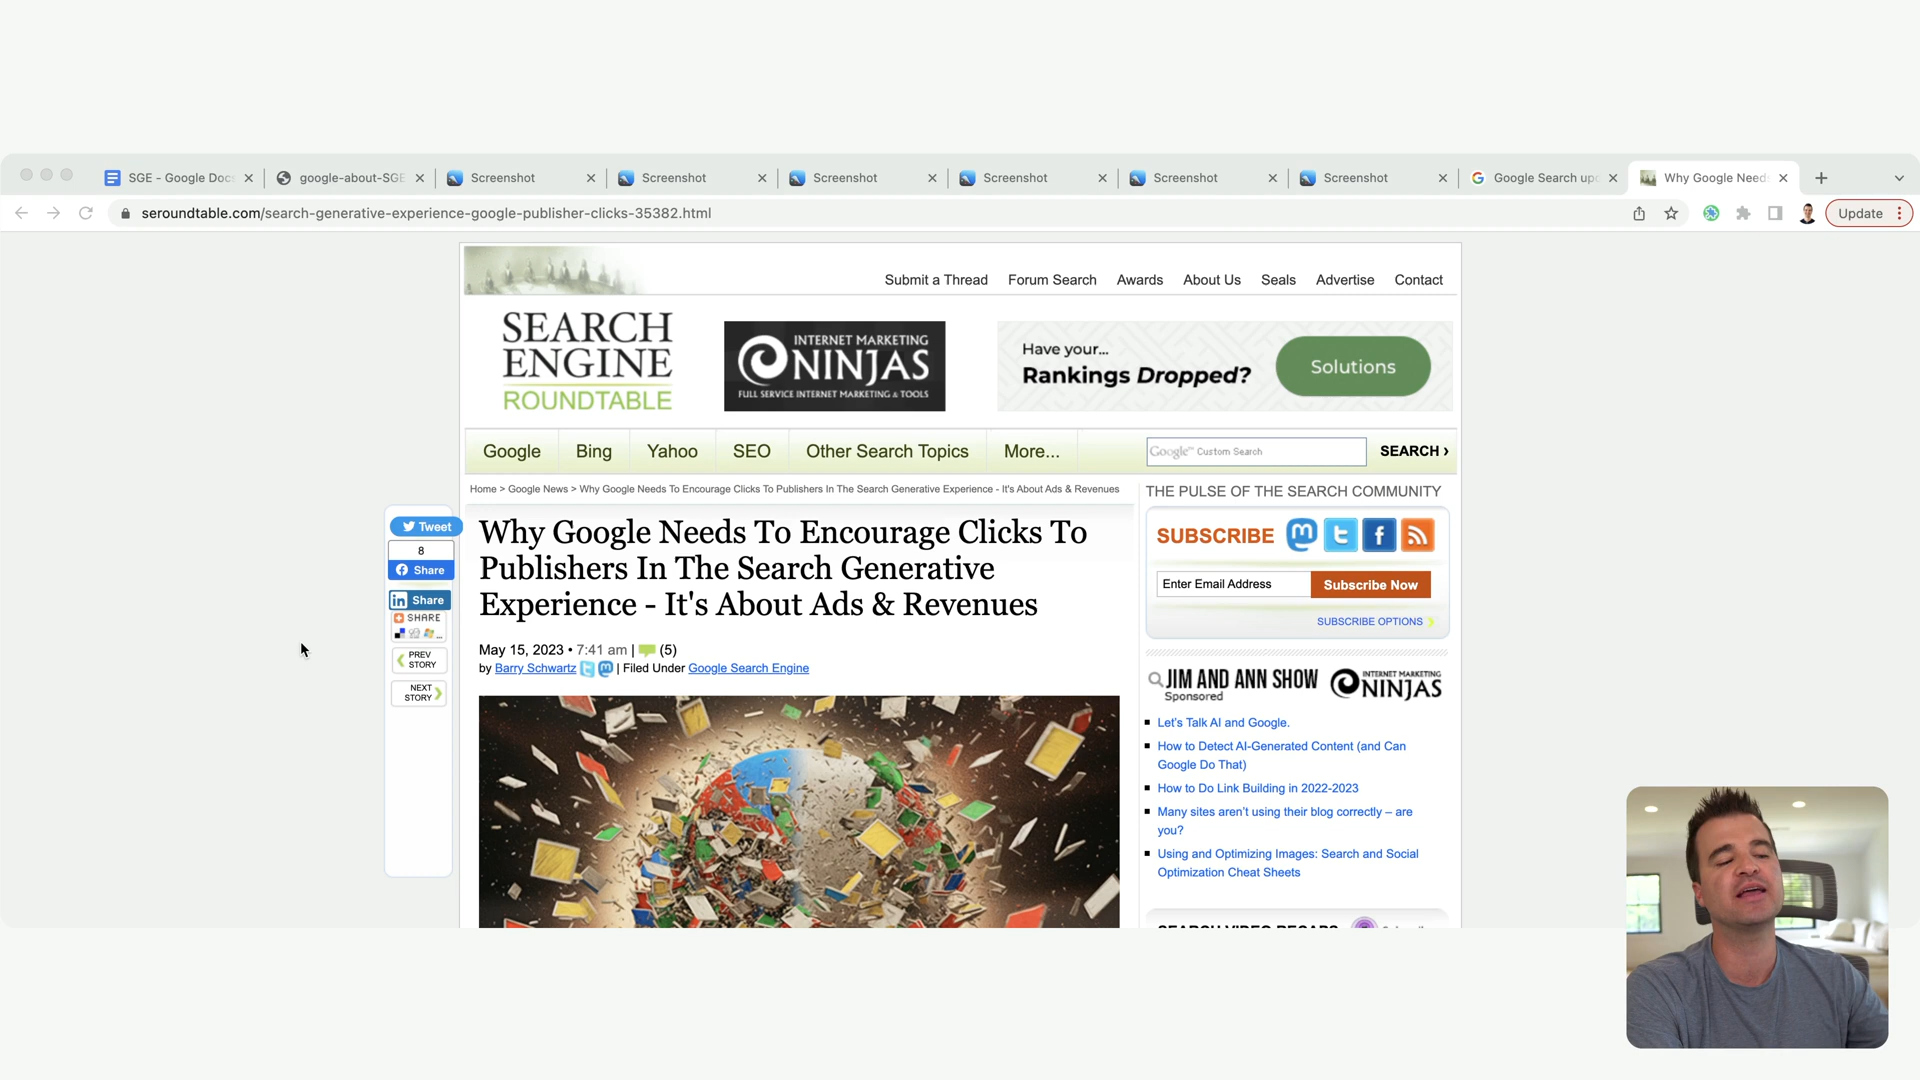 SGE - Google Doc
google-about-SGE
Screenshot
Screenshot
Screenshot
Screenshot
Screenshot
Screenshot
Google Search up
Why Google Need
seroundtable.com/search-generative-experience-google-publisher-clicks-35382.html
Update
Submit a Thread Forum Search Awards About Us Seals Advertise Contact
SEARCH
ENGINE
ROUNDTABLE
INTERNET MARKETING
NINJAS
FULL SERVICE INTERNET MARKETING & TOOLS
Have your...
Rankings Dropped?
Solutions
Google Bing Yahoo SEO Other Search Topics More...
Google™ Custom Search
SEARCH ›
Home > Google News > Why Google Needs To Encourage Clicks To Publishers In The Search Generative Experience - It's About Ads & Revenues
Tweet
8
Share
in Share
SHARE
...
PREV
STORY
NEXT
STORY
Why Google Needs To Encourage Clicks To
Publishers In The Search Generative
Experience - It's About Ads & Revenues
May 15, 2023 • 7:41 am | (5)
by Barry Schwartz | Filed Under Google Search Engine
THE PULSE OF THE SEARCH COMMUNITY
SUBSCRIBE
Enter Email Address
Subscribe Now
SUBSCRIBE OPTIONS
JIM AND ANN SHOW
Sponsored
INTERNET MARKETING
NINJAS
Let's Talk AI and Google.
How to Detect AI-Generated Content (and Can
Google Do That)
How to Do Link Building in 2022-2023
Many sites aren't using their blog correctly – are
you?
Using and Optimizing Images: Search and Social
Optimization Cheat Sheets
SEARCH VIDEO RECAPS